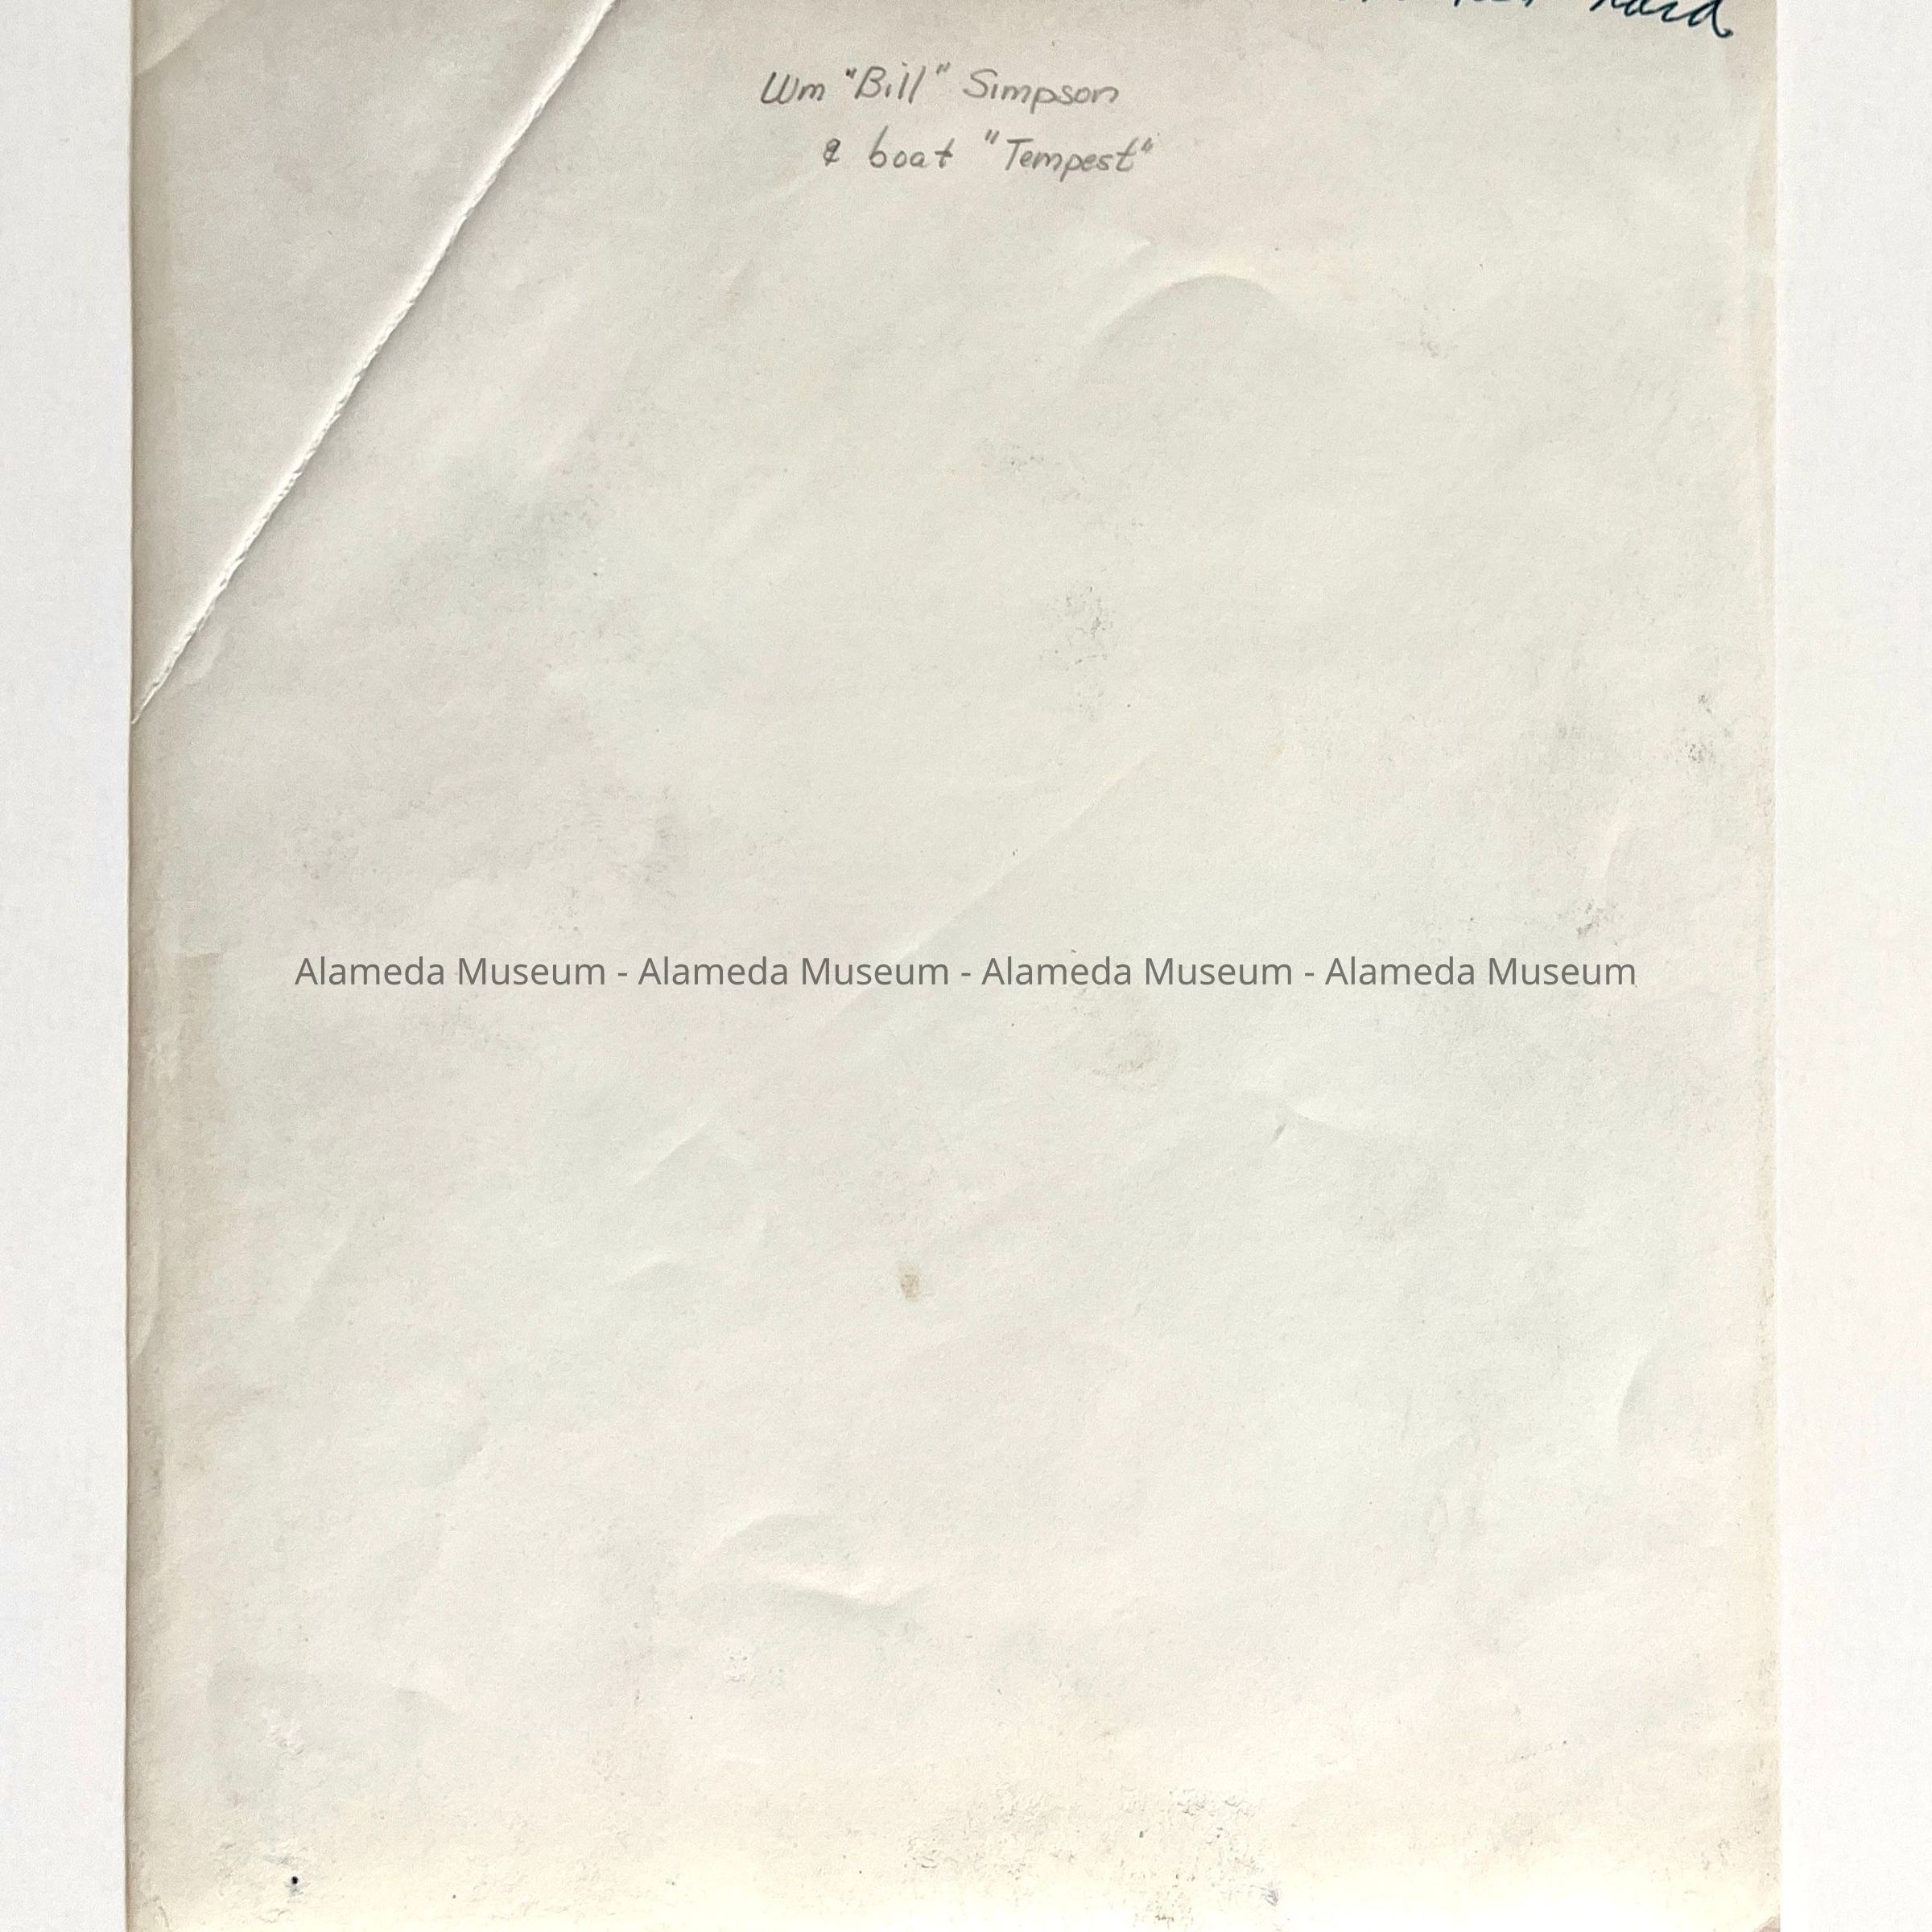 Wm "Bill" Simpson
& boat "Tempest"
Alameda Museum - Alameda Museum - Alameda Museum - Alameda Museum